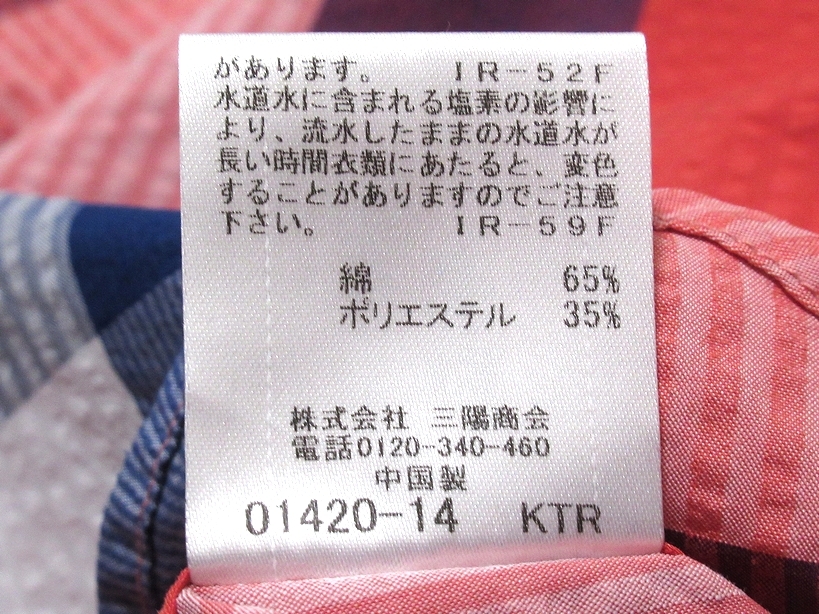 があります。 IR-52F
水道水に含まれる塩素の影響に
より、流水したままの水道水が
長い時間衣類にあたると、変色
することがありますのでご注意
下さい。 IR-59F
綿 65%
ポリエステル 35%
株式会社 三陽商会
電話0120-340-460
中国製
01420-14 KTR